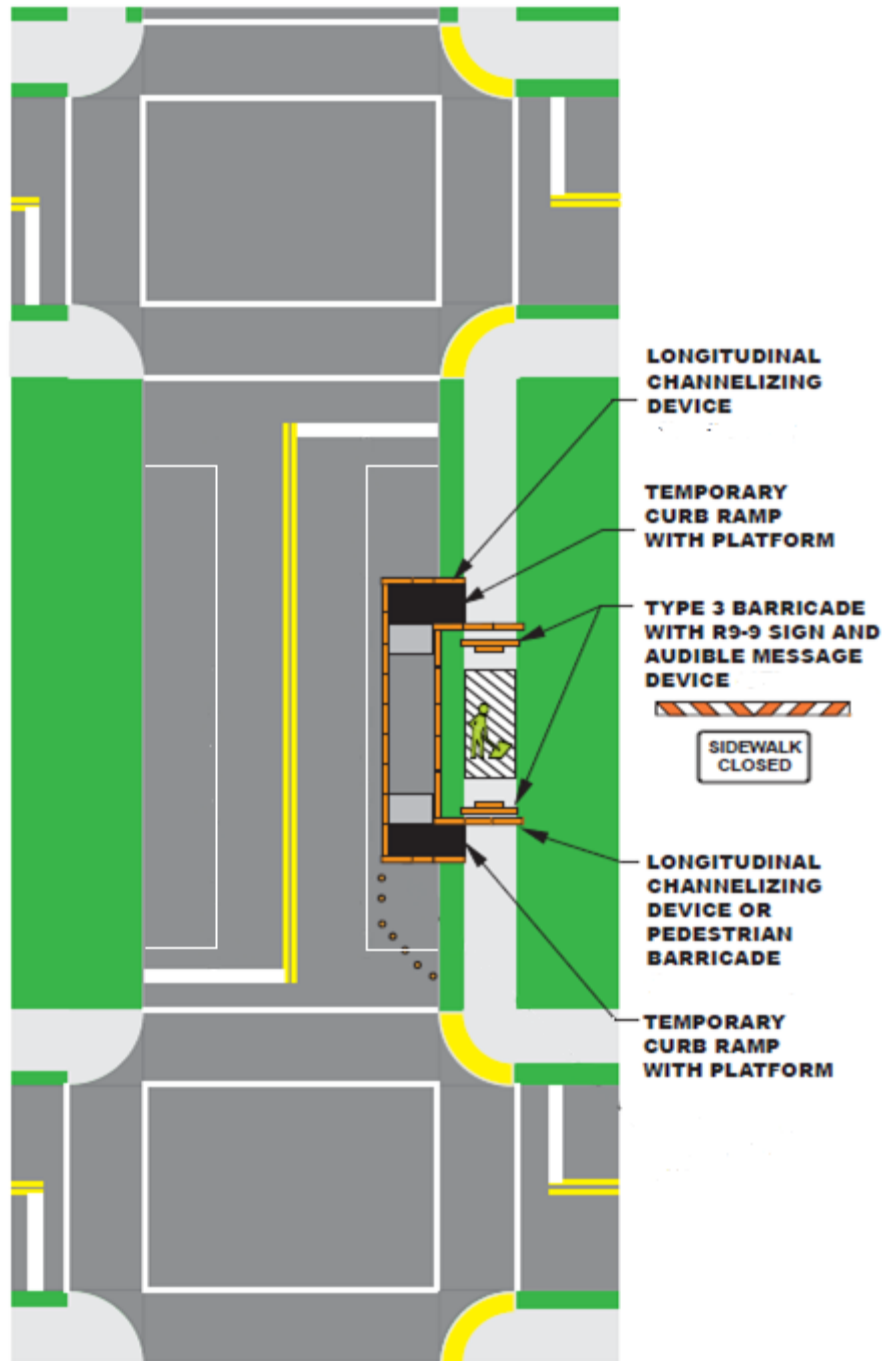 LONGITUDINAL
CHANNELIZING
DEVICE
TEMPORARY
CURB RAMP
WITH PLATFORM
TYPE 3 BARRICADE
WITH R9-9 SIGN AND
AUDIBLE MESSAGE
DEVICE
SIDEWALK
CLOSED
LONGITUDINAL
CHANNELIZING
DEVICE OR
PEDESTRIAN
BARRICADE
TEMPORARY
CURB RAMP
WITH PLATFORM